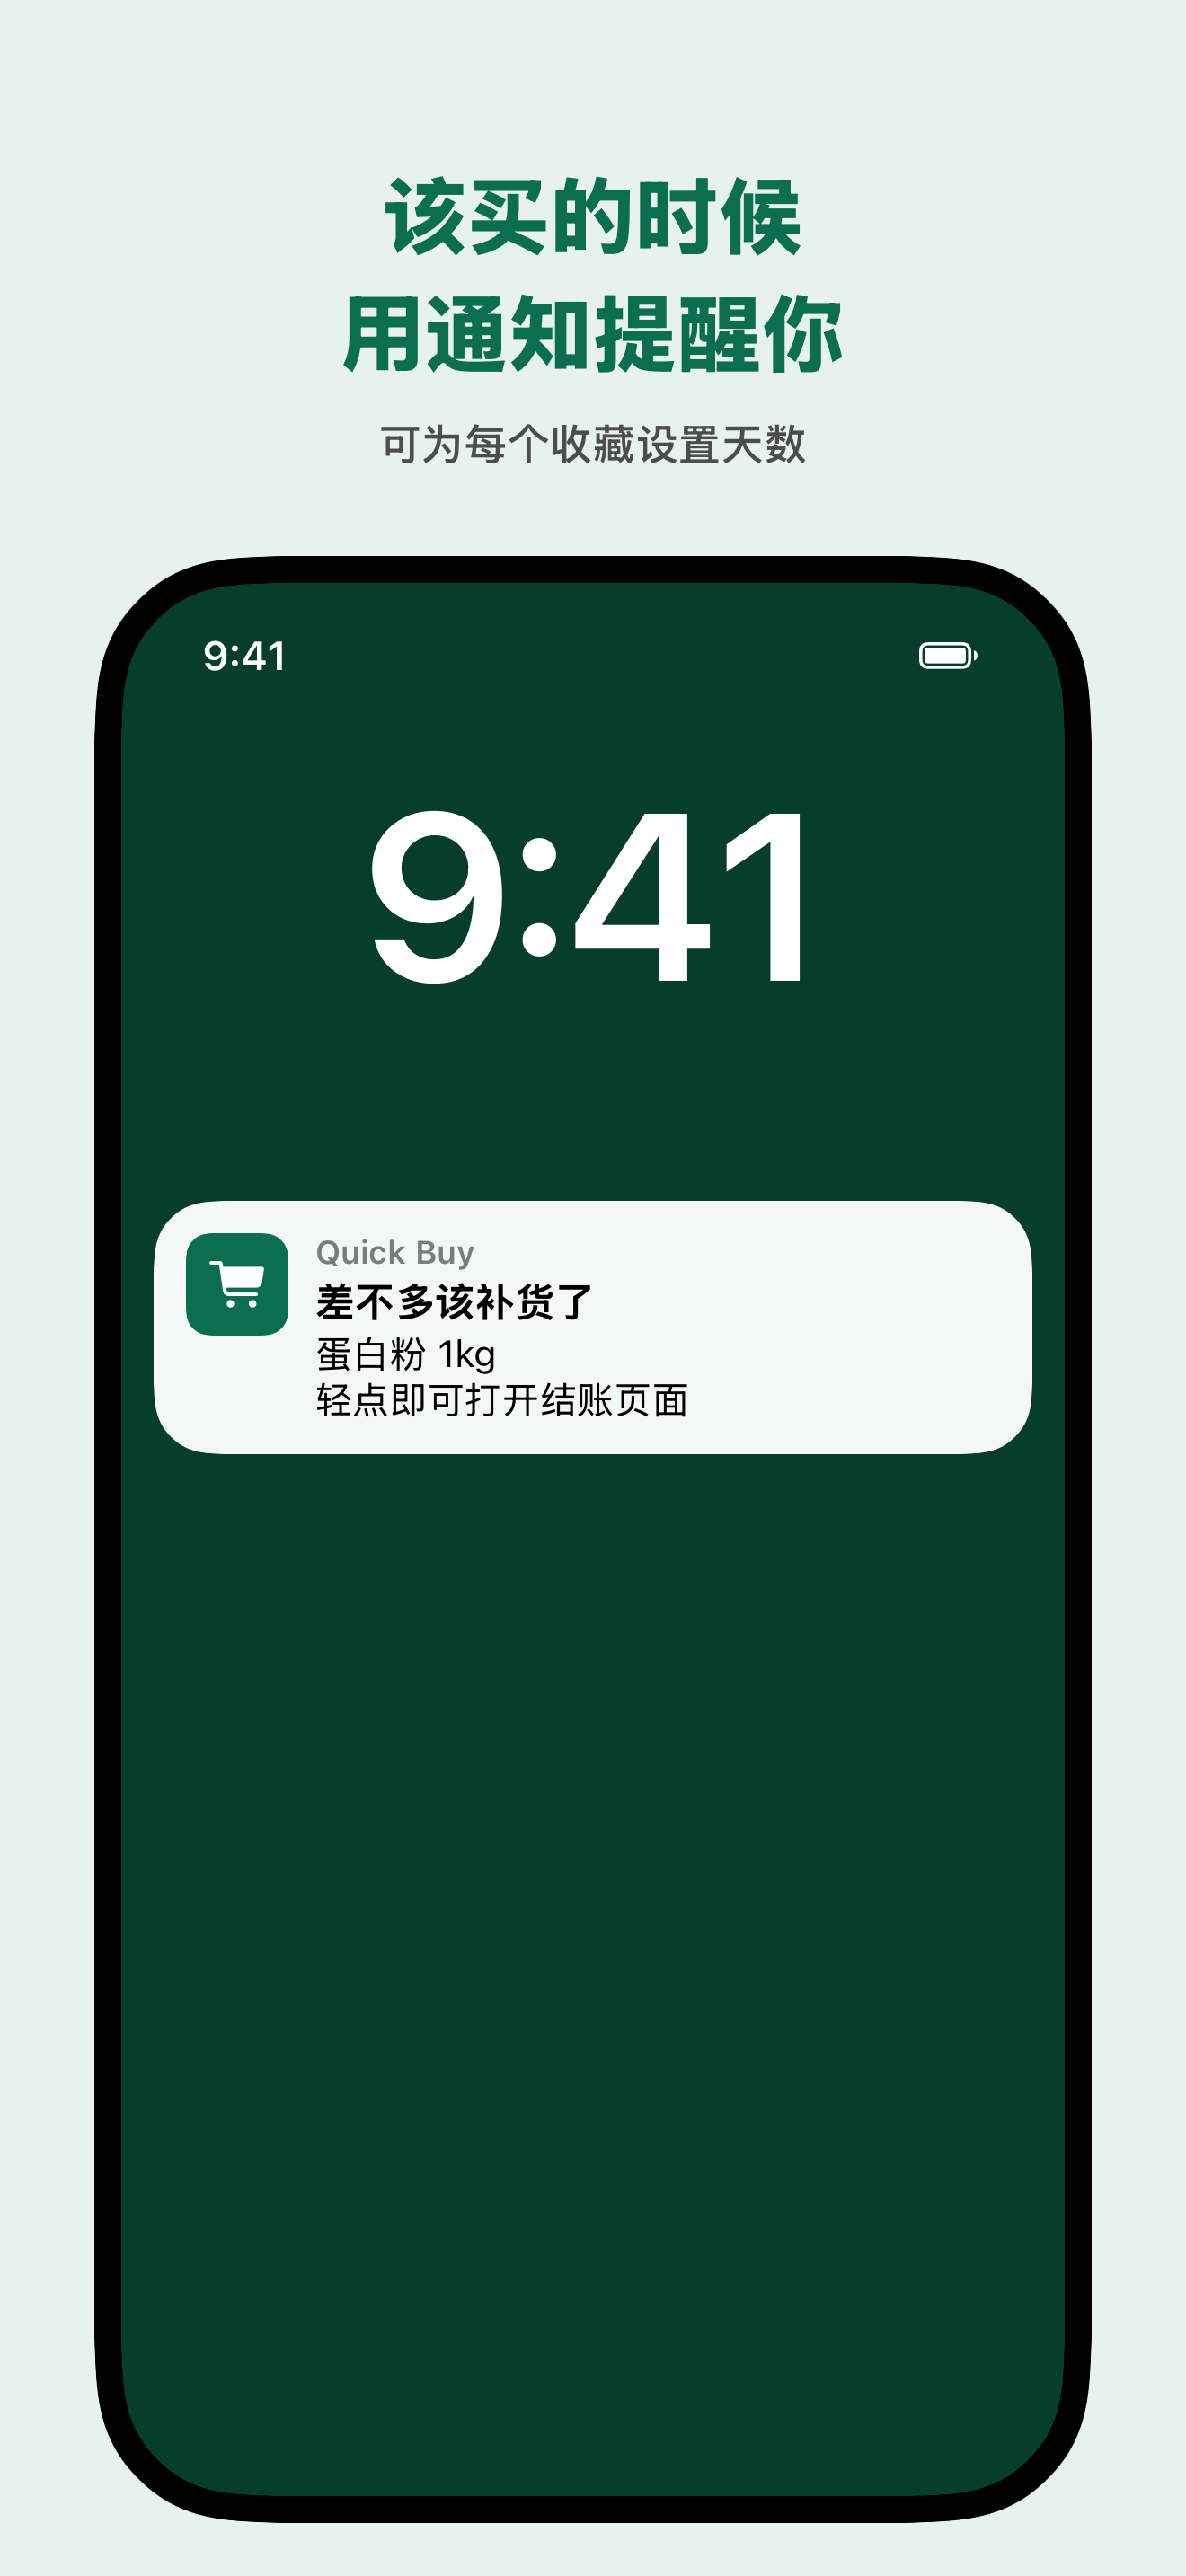 该买的时候
用通知提醒你
可为每个收藏设置天数
9:41
9:41
Quick Buy
差不多该补货了
蛋白粉 1kg
轻点即可打开结账页面